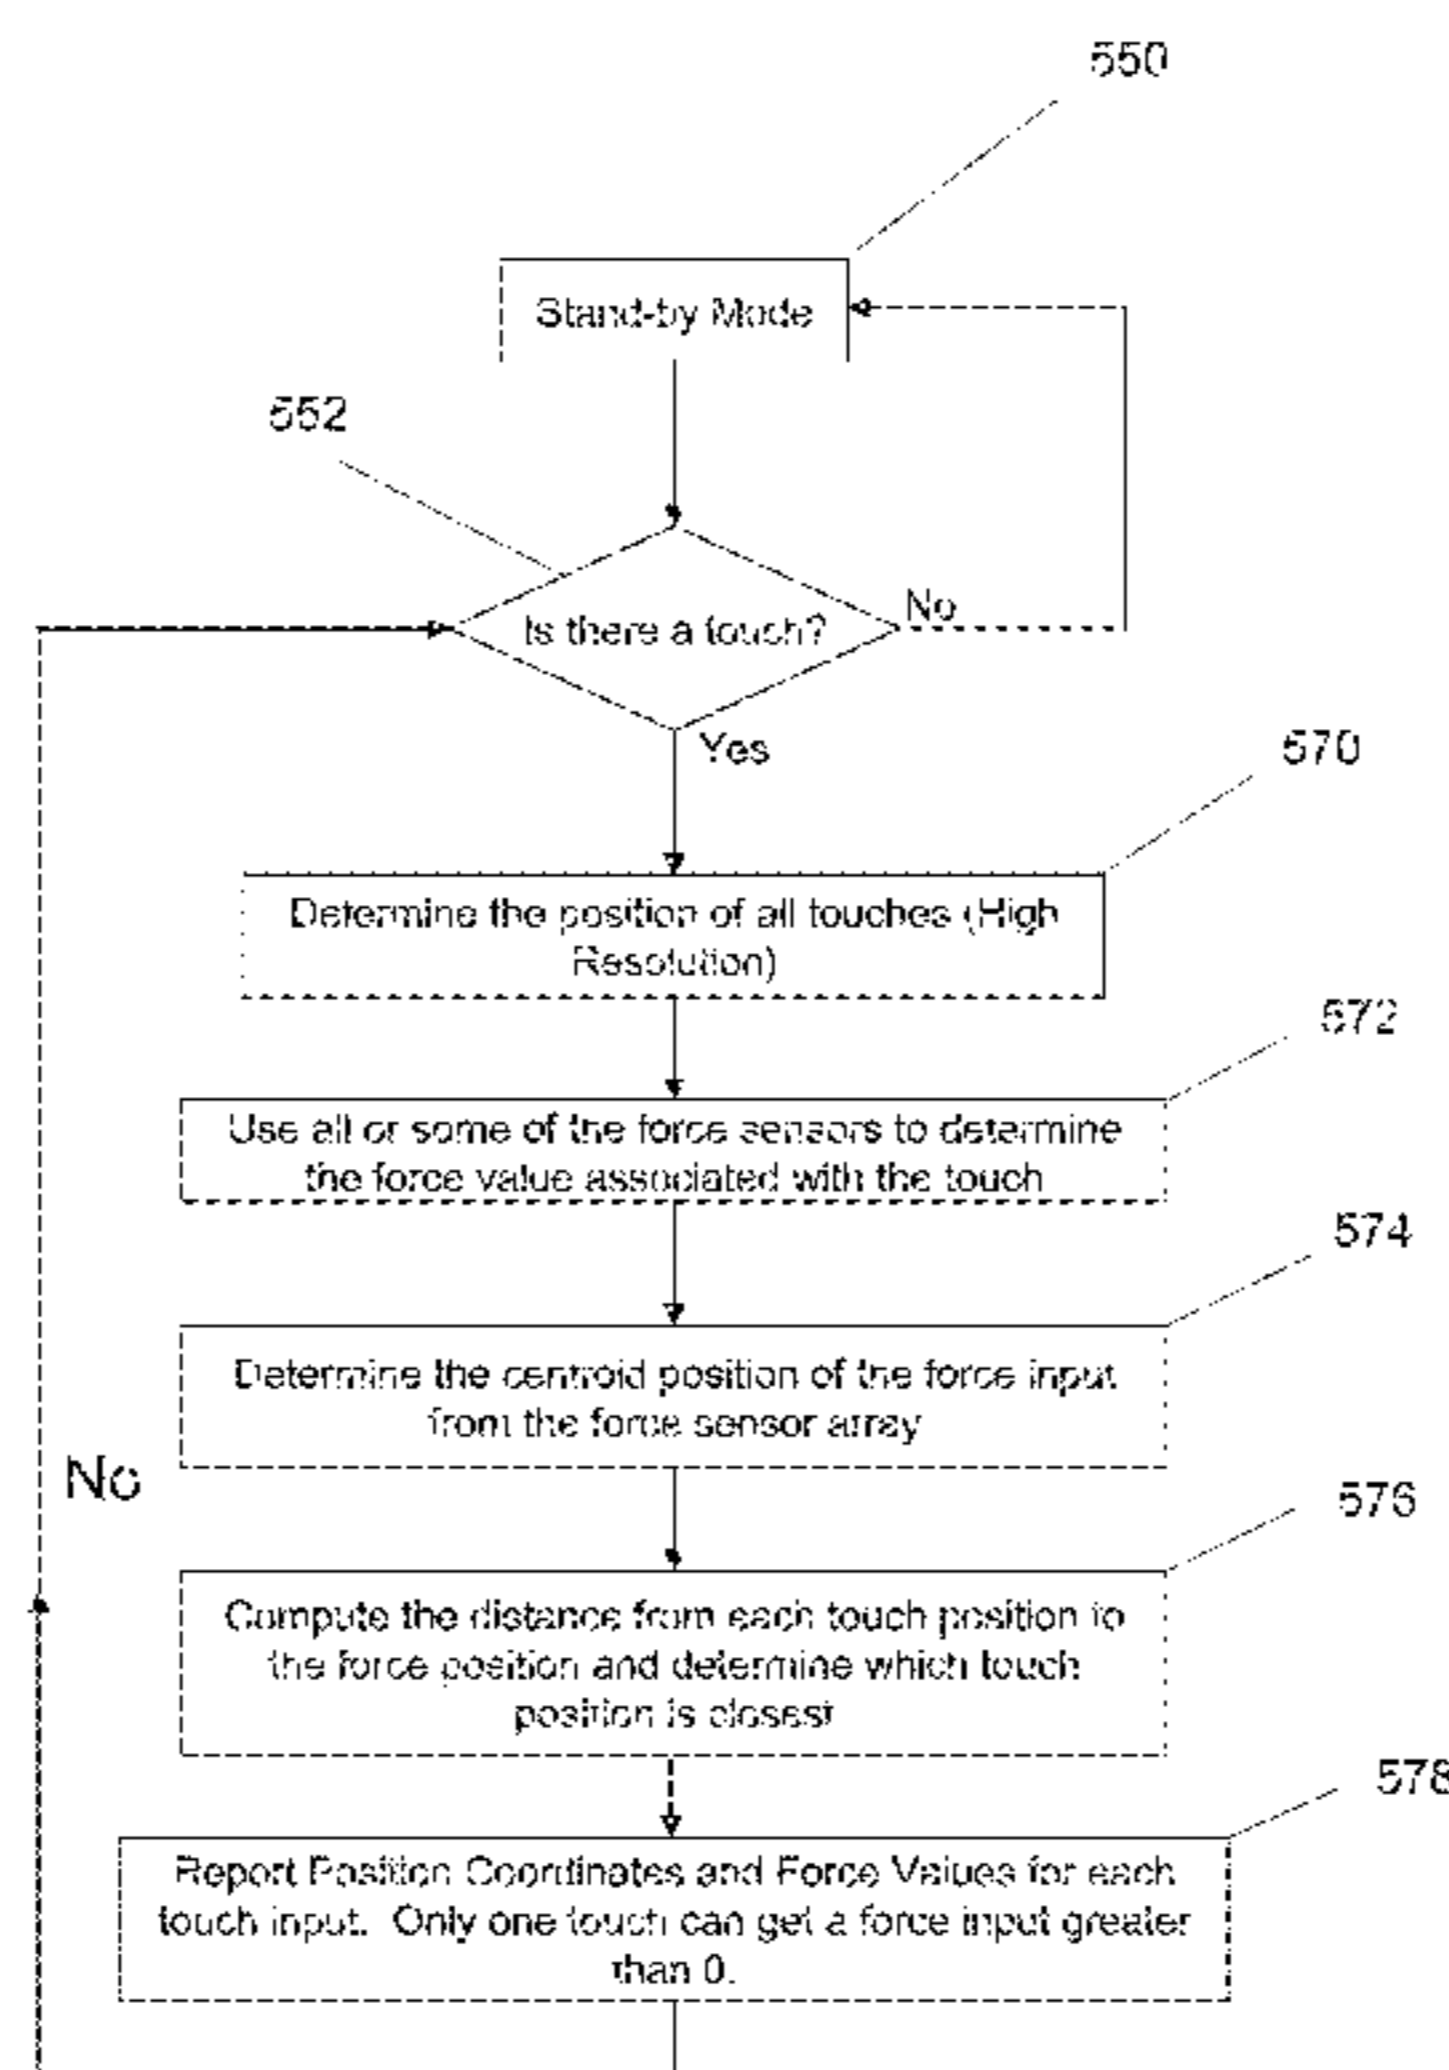 550
Stand-by Mode
552
Is there a touch?
No
Yes
570
Determine the position of all touches (High
Resolution)
572
Use all or some of the force sensors to determine
the force value associated with the touch
574
Determine the centroid position of the force input
from the force sensor array
No
576
Compute the distance from each touch position to
the force position and determine which touch
position is closest
578
Report Position Coordinates and Force Values for each
touch input. Only one touch can get a force input greater
than 0.